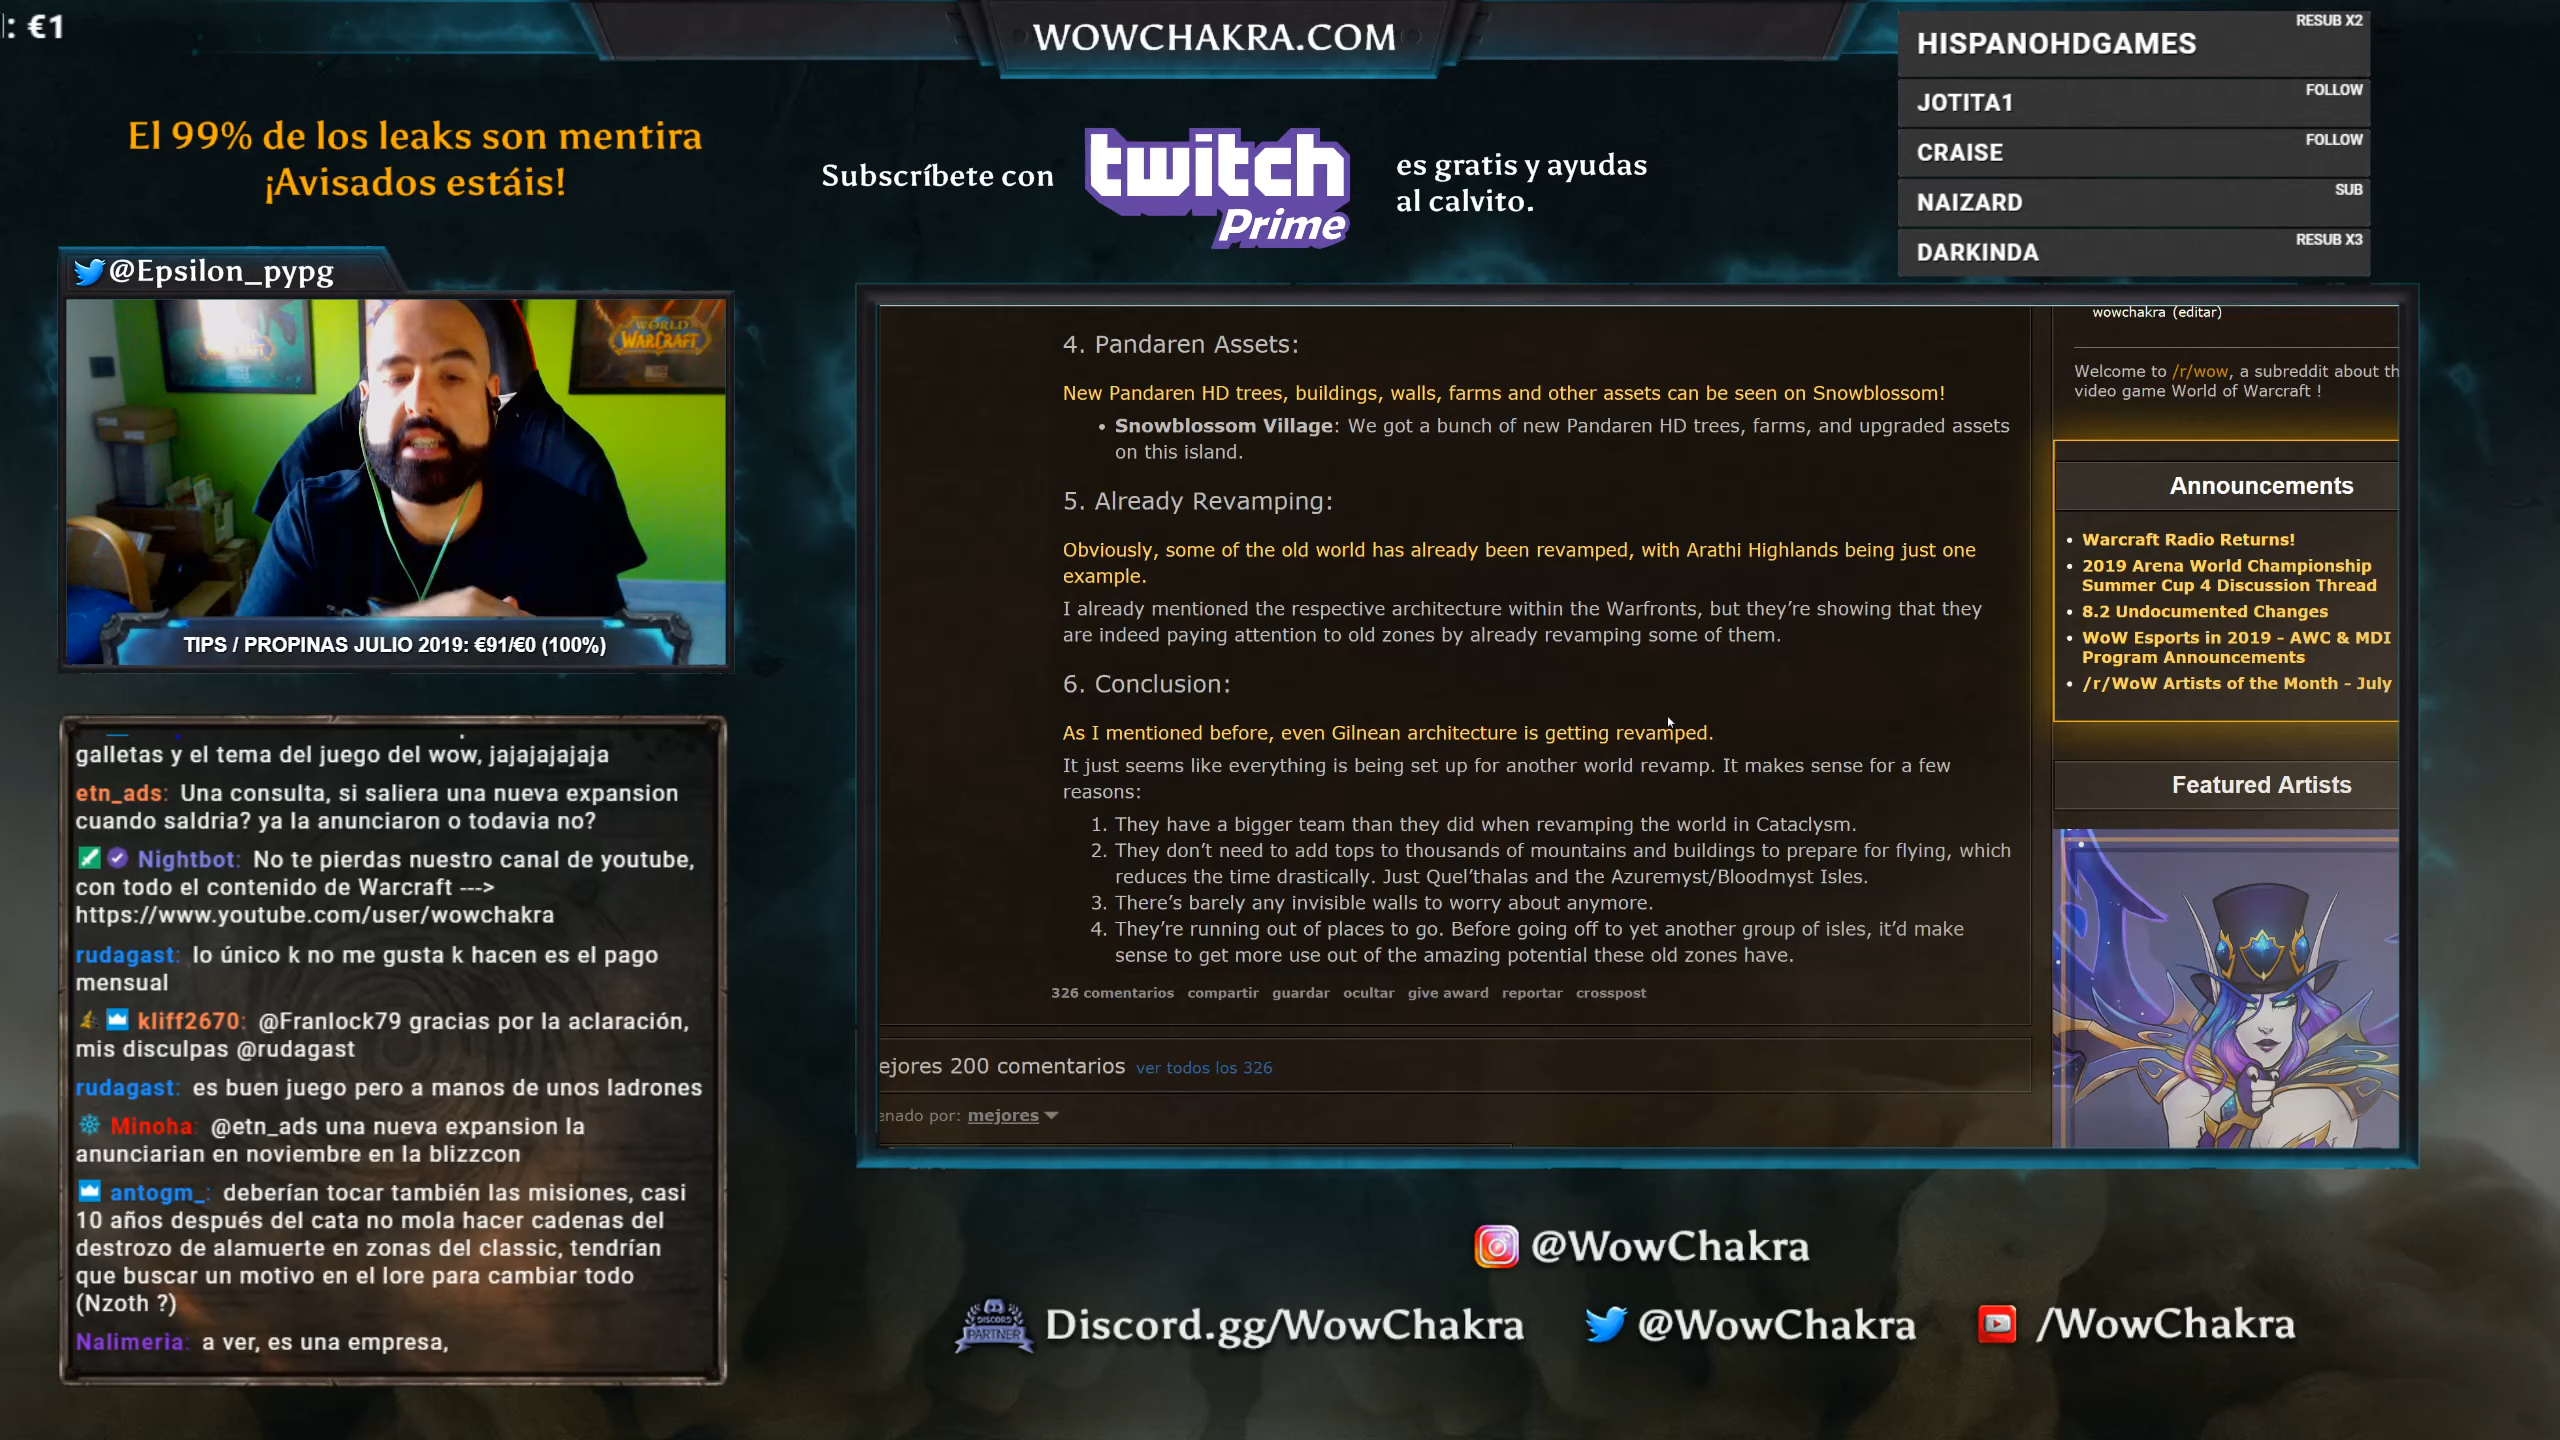 : €1
WOWCHAKRA.COM
El 99% de los leaks son mentira
¡Avisados estáis!
Subscríbete con
twitch
Prime
es gratis y ayudas
al calvito.
RESUB X2
HISPANOHDGAMES
FOLLOW
JOTITA1
FOLLOW
CRAISE
SUB
NAIZARD
RESUB X3
DARKINDA
@Epsilon_pypg
WORLD
WARCRAFT
TIPS / PROPINAS JULIO 2019: €91/€0 (100%)
galletas y el tema del juego del wow, jajajajajaja
etn_ads: Una consulta, si saliera una nueva expansion
cuando saldria? ya la anunciaron o todavia no?
Nightbot: No te pierdas nuestro canal de youtube,
con todo el contenido de Warcraft --->
https://www.youtube.com/user/wowchakra
rudagast: lo único k no me gusta k hacen es el pago
mensual
kliff2670: @Franlock79 gracias por la aclaración,
mis disculpas @rudagast
rudagast: es buen juego pero a manos de unos ladrones
Minoha: @etn_ads una nueva expansion la
anunciarian en noviembre en la blizzcon
antogm_: deberían tocar también las misiones, casi
10 años después del cata no mola hacer cadenas del
destrozo de alamuerte en zonas del classic, tendrían
que buscar un motivo en el lore para cambiar todo
(Nzoth ?)
Nalimeria: a ver, es una empresa,
4. Pandaren Assets:
New Pandaren HD trees, buildings, walls, farms and other assets can be seen on Snowblossom!
• Snowblossom Village: We got a bunch of new Pandaren HD trees, farms, and upgraded assets
on this island.
5. Already Revamping:
Obviously, some of the old world has already been revamped, with Arathi Highlands being just one
example.
I already mentioned the respective architecture within the Warfronts, but they're showing that they
are indeed paying attention to old zones by already revamping some of them.
6. Conclusion:
As I mentioned before, even Gilnean architecture is getting revamped.
It just seems like everything is being set up for another world revamp. It makes sense for a few
reasons:
1. They have a bigger team than they did when revamping the world in Cataclysm.
2. They don't need to add tops to thousands of mountains and buildings to prepare for flying, which
reduces the time drastically. Just Quel'thalas and the Azuremyst/Bloodmyst Isles.
3. There's barely any invisible walls to worry about anymore.
4. They're running out of places to go. Before going off to yet another group of isles, it'd make
sense to get more use out of the amazing potential these old zones have.
326 comentarios compartir guardar ocultar give award reportar crosspost
ejores 200 comentarios ver todos los 326
enado por: mejores
wowchakra (editar)
Welcome to /r/wow, a subreddit about th
video game World of Warcraft !
Announcements
• Warcraft Radio Returns!
• 2019 Arena World Championship
Summer Cup 4 Discussion Thread
• 8.2 Undocumented Changes
• WoW Esports in 2019 - AWC & MDI
Program Announcements
• /r/WoW Artists of the Month - July
Featured Artists
@WowChakra
DISCORD
PARTNER
Discord.gg/WowChakra
@WowChakra
/WowChakra